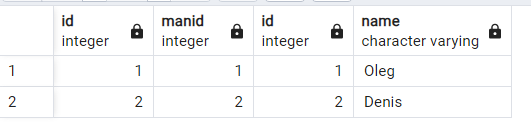 id manid id name
integer integer integer character varying
1 1 1 1 Oleg
2 2 2 2 Denis